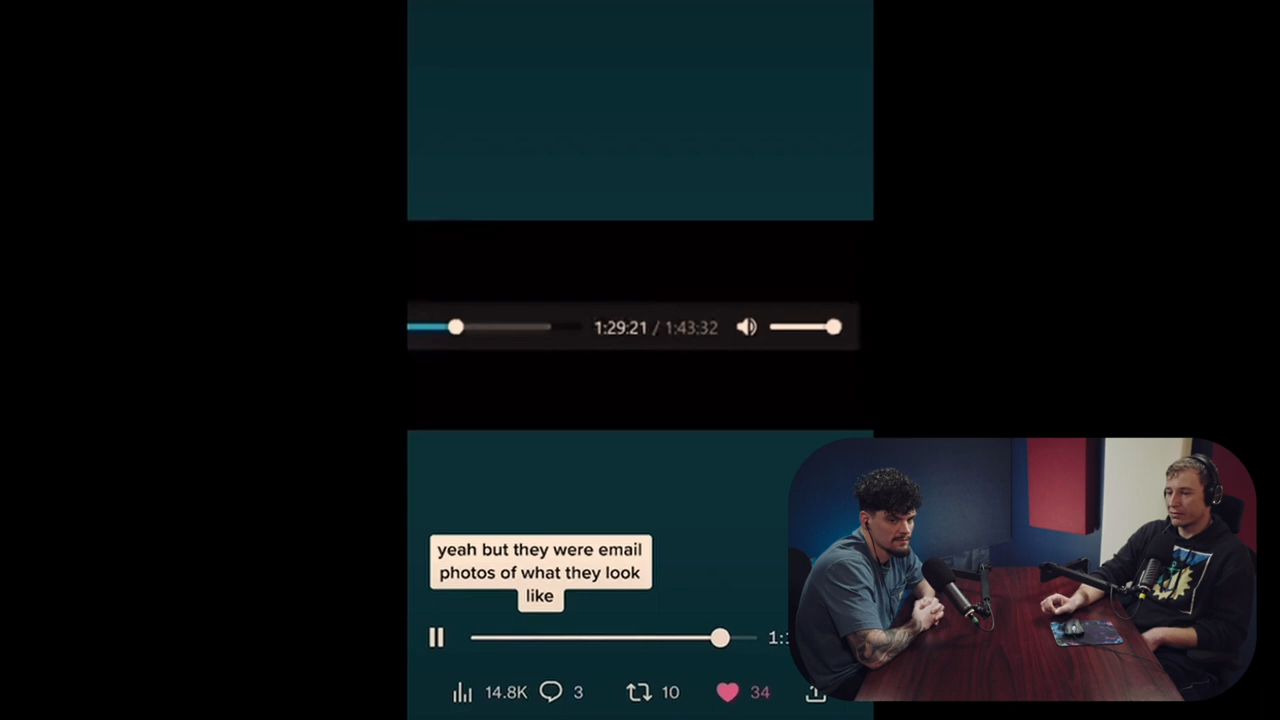 1:29:21 / 1:43:32
yeah but they were email
photos of what they look
like
14.8K 3 10 34